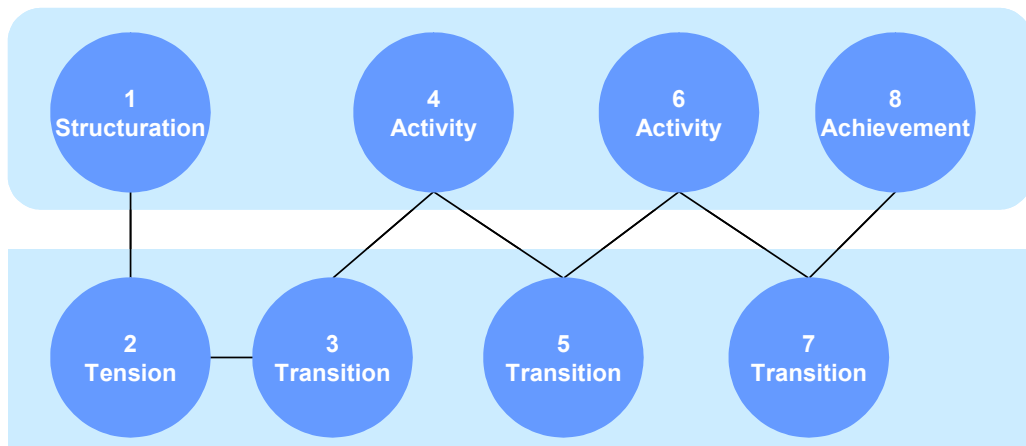 1
Structuration
4
Activity
6
Activity
8
Achievement
2
Tension
3
Transition
5
Transition
7
Transition